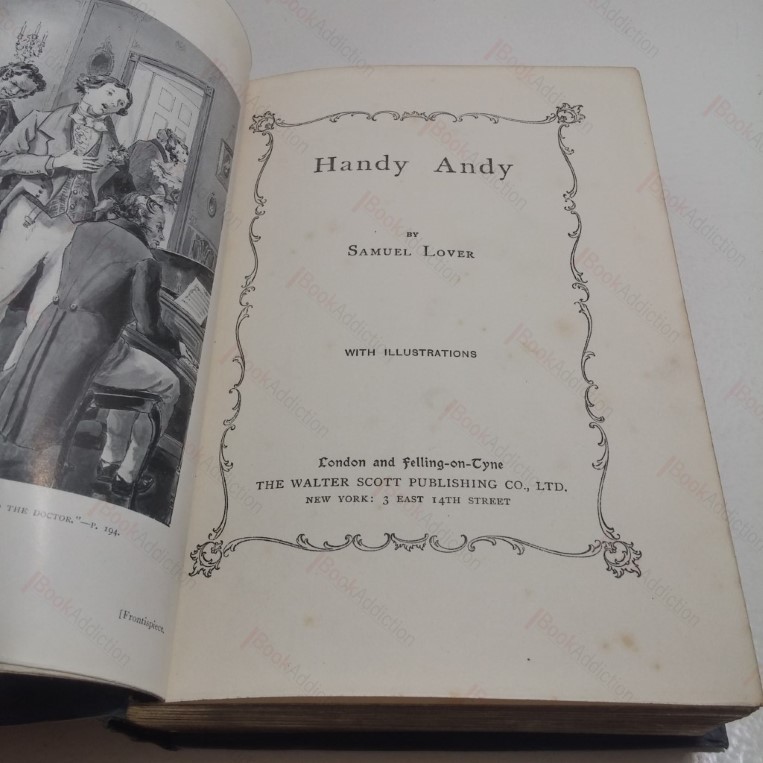 THE DOCTOR."—P. 194.
[Frontispiece.
Handy Andy
BY
SAMUEL LOVER
WITH ILLUSTRATIONS
London and Felling-on-Tyne
THE WALTER SCOTT PUBLISHING CO., LTD.
NEW YORK: 3 EAST 14TH STREET
BookAddiction